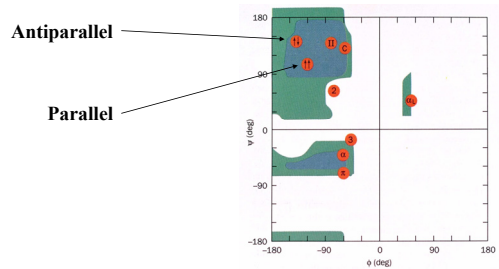 Antiparallel
Parallel
180
90
0
-90
-180
ψ (deg)
↑↓
II
C
↑↑
2
αL
3
α
π
-180
-90
0
90
180
ϕ (deg)